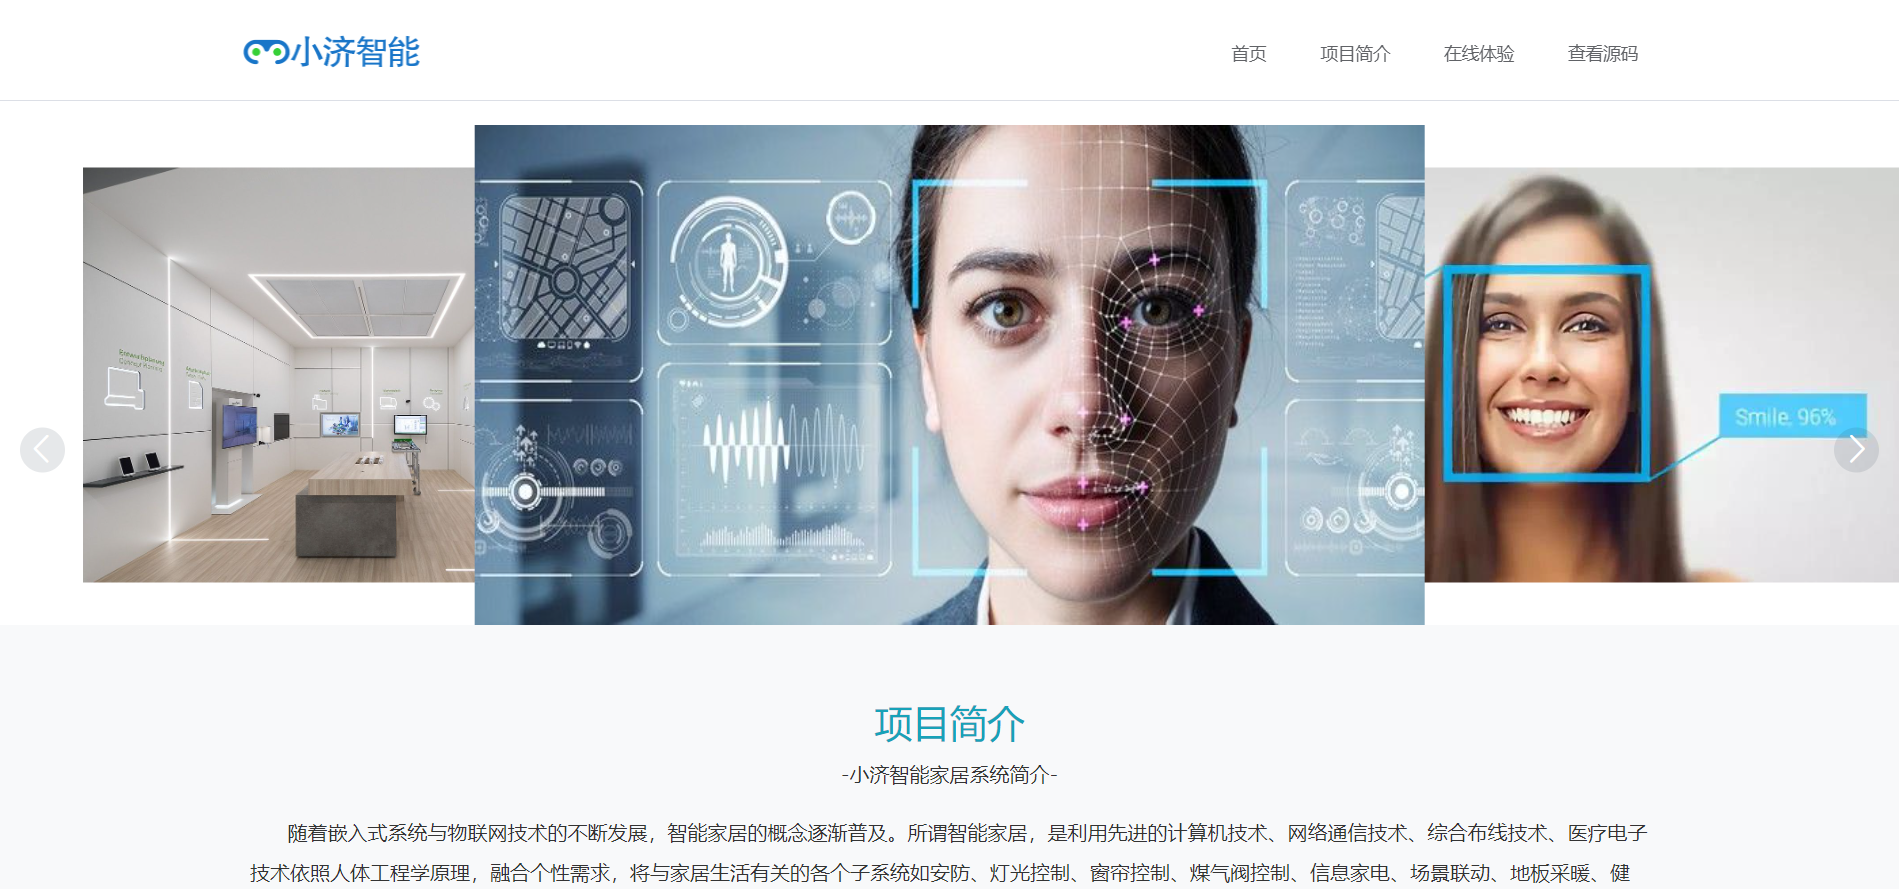 小济智能
首页 项目简介 在线体验 查看源码
Smile, 96%
项目简介
-小济智能家居系统简介-
随着嵌入式系统与物联网技术的不断发展，智能家居的概念逐渐普及。所谓智能家居，是利用先进的计算机技术、网络通信技术、综合布线技术、医疗电子
技术依照人体工程学原理，融合个性需求，将与家居生活有关的各个子系统如安防、灯光控制、窗帘控制、煤气阀控制、信息家电、场景联动、地板采暖、健